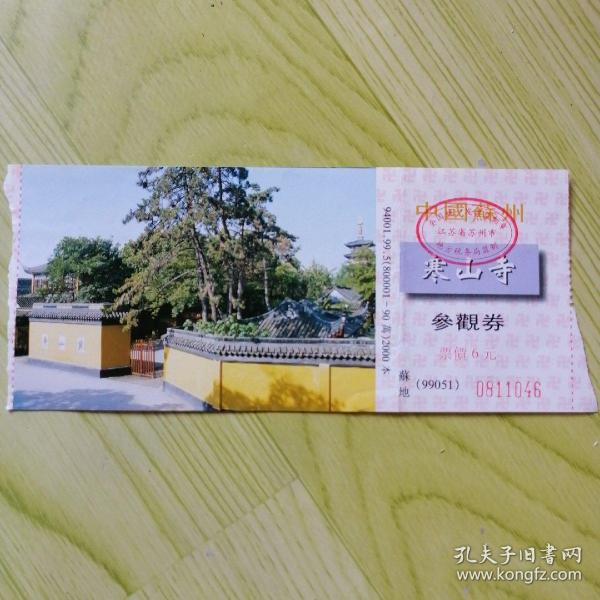 中國蘇州
江苏省苏州市
寒山寺
參觀券
票價6元
蘇地 (99051) 0811046
94001.99.5(800001-90萬)2000本
孔夫子旧书网
www.kongfz.com